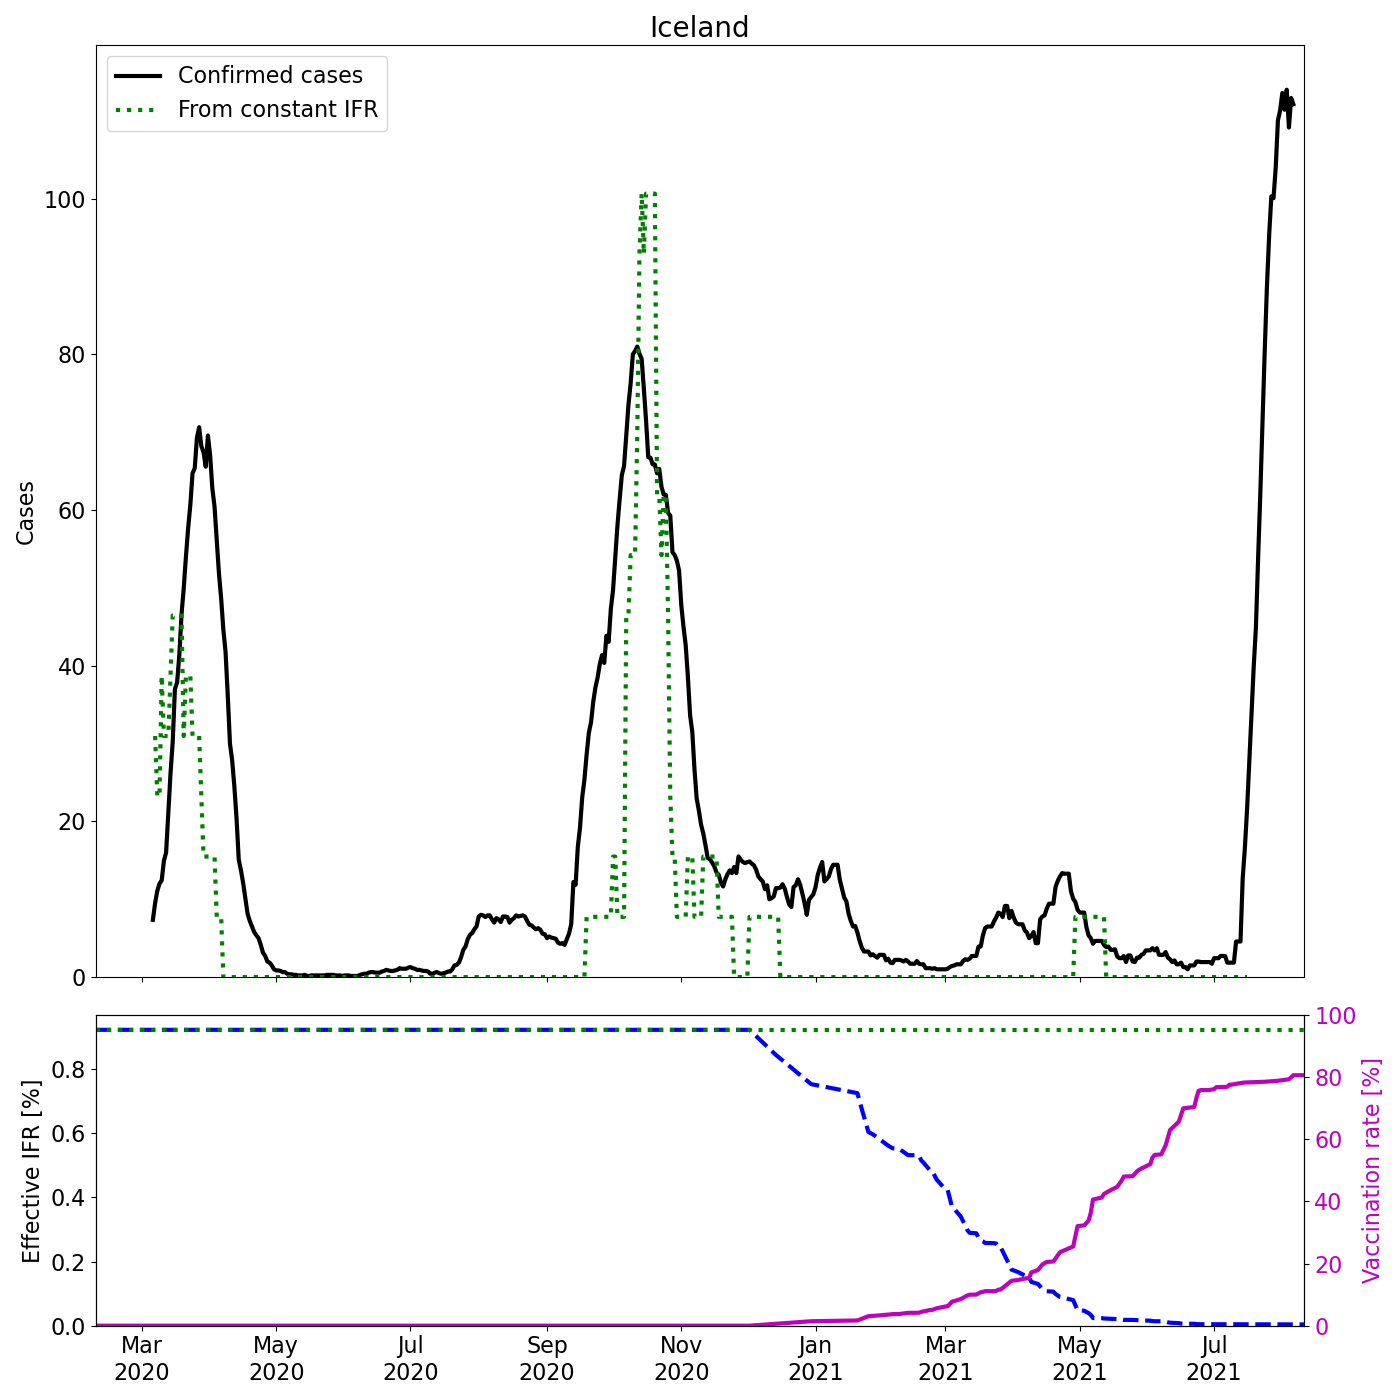 Iceland
Confirmed cases
From constant IFR
Cases
100
80
60
40
20
0
Effective IFR [%]
0.8
0.6
0.4
0.2
0.0
100
80
60
40
20
0
Vaccination rate [%]
Mar May Jul Sep Nov Jan Mar May Jul
2020 2020 2020 2020 2020 2021 2021 2021 2021